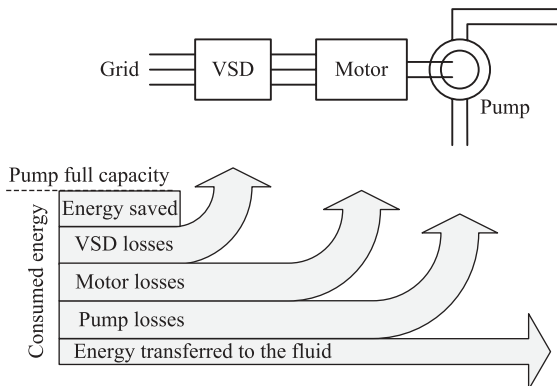 Grid
VSD
Motor
Pump
Pump full capacity
Consumed energy
Energy saved
VSD losses
Motor losses
Pump losses
Energy transferred to the fluid